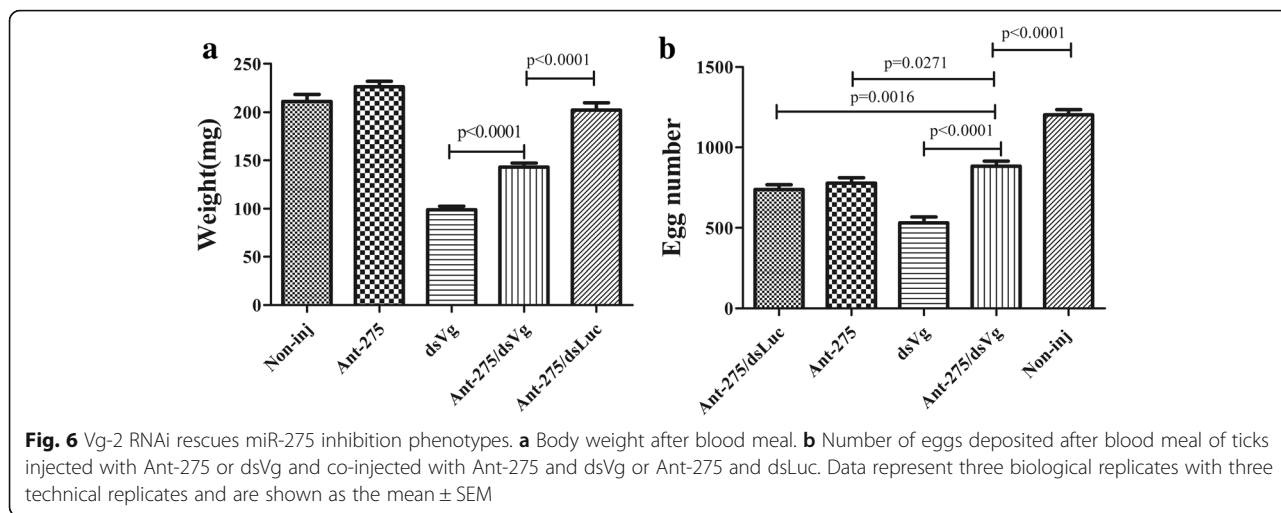 a
Weight(mg)
250
200
150
100
50
0
p<0.0001
p<0.0001
Non-inj
Ant-275
dsVg
Ant-275/dsVg
Ant-275/dsLuc
b
Egg number
1500
1000
500
0
p<0.0001
p=0.0271
p=0.0016
p<0.0001
Ant-275/dsLuc
Ant-275
dsVg
Ant-275/dsVg
Non-inj
Fig. 6 Vg-2 RNAi rescues miR-275 inhibition phenotypes. a Body weight after blood meal. b Number of eggs deposited after blood meal of ticks
injected with Ant-275 or dsVg and co-injected with Ant-275 and dsVg or Ant-275 and dsLuc. Data represent three biological replicates with three
technical replicates and are shown as the mean ± SEM